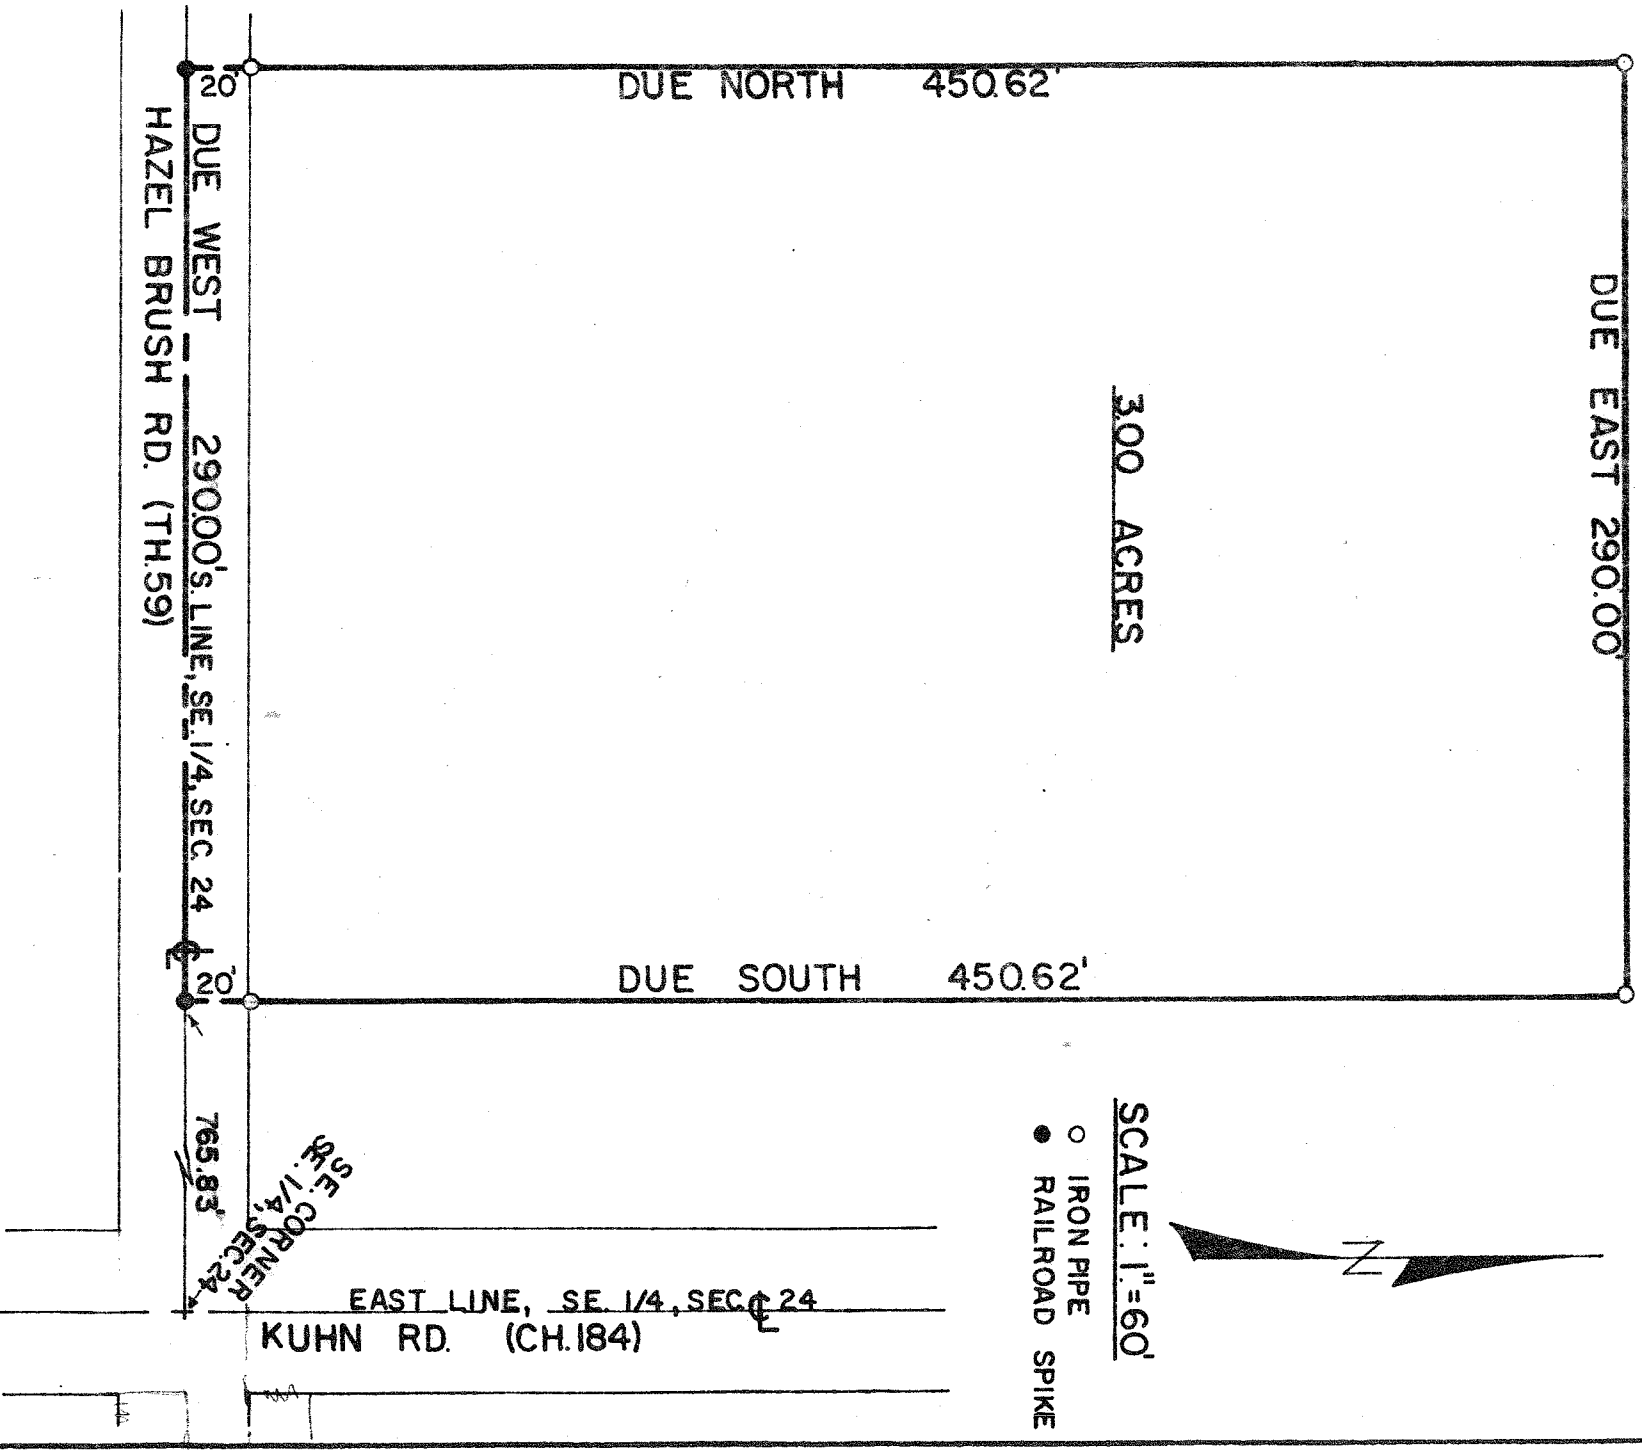 20'
DUE NORTH 450.62'
DUE WEST 290.00' S. LINE, SE. 1/4, SEC. 24
HAZEL BRUSH RD. (TH.59)
3.00 ACRES
DUE EAST 290.00'
℄
20'
DUE SOUTH 450.62'
765.83'
SE. CORNER
SE. 1/4, SEC. 24
EAST LINE, SE. 1/4, SEC. ℄ 24
KUHN RD. (CH.184)
SCALE: 1"=60'
IRON PIPE
RAILROAD SPIKE
N